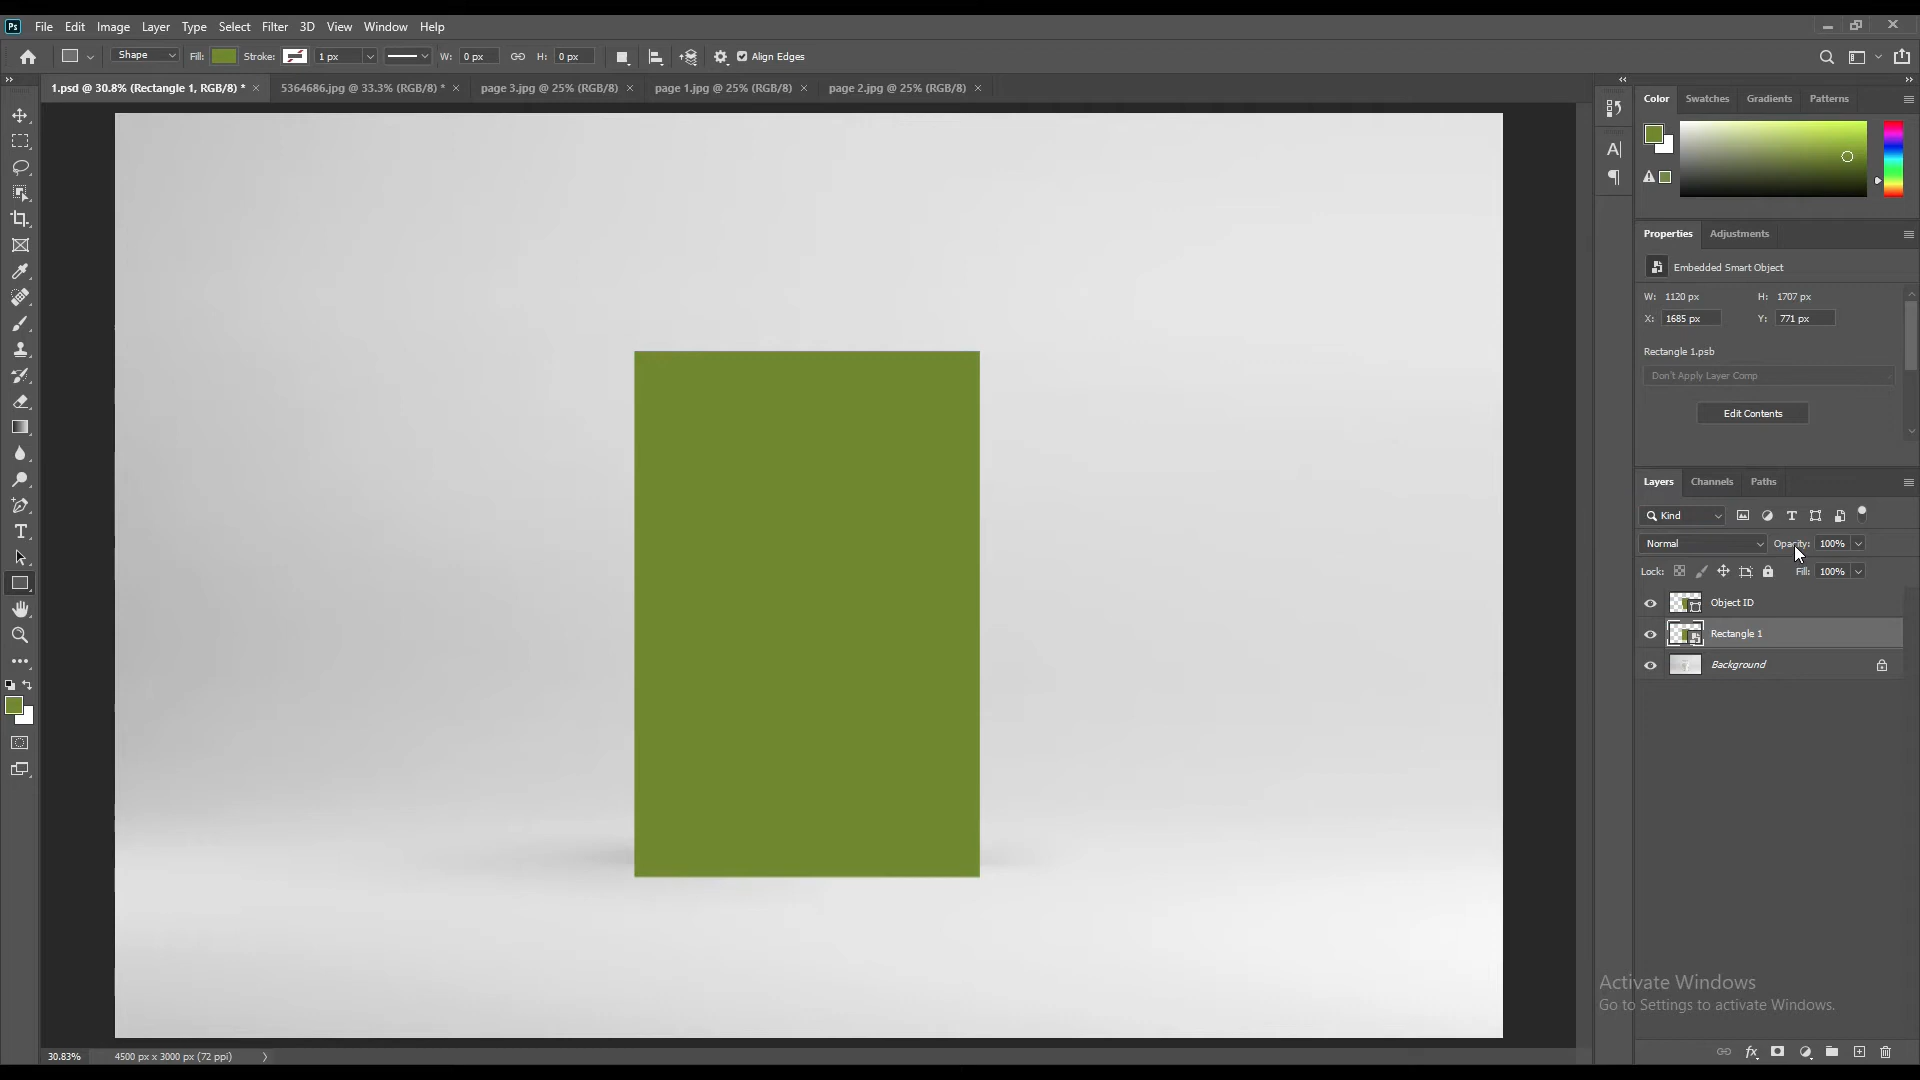 Ps File Edit Image Layer Type Select Filter 3D View Window Help
Shape Fill: Stroke: 1 px W: 0 px H: 0 px Align Edges
1.psd @ 30.8% (Rectangle 1, RGB/8) * 5364686.jpg @ 33.3% (RGB/8) * page 3.jpg @ 25% (RGB/8) page 1.jpg @ 25% (RGB/8) page 2.jpg @ 25% (RGB/8)
Color Swatches Gradients Patterns
Properties Adjustments
Embedded Smart Object
W: 1120 px H: 1707 px
X: 1685 px Y: 771 px
Rectangle 1.psb
Don't Apply Layer Comp
Edit Contents
Layers Channels Paths
Kind
Normal Opacity: 100%
Lock: Fill: 100%
Object ID
Rectangle 1
Background
Activate Windows
Go to Settings to activate Windows.
30.83% 4500 px x 3000 px (72 ppi)